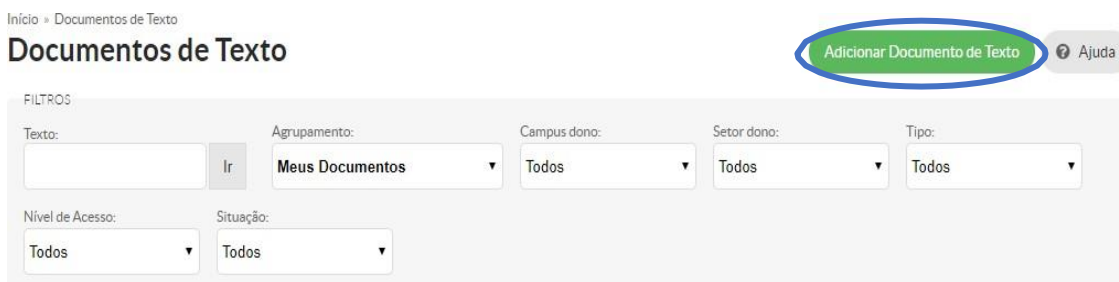 Início » Documentos de Texto
Documentos de Texto
Adicionar Documento de Texto
Ajuda
FILTROS
Texto: Agrupamento: Campus dono: Setor dono: Tipo:
Ir Meus Documentos Todos Todos Todos
Nível de Acesso: Situação:
Todos Todos